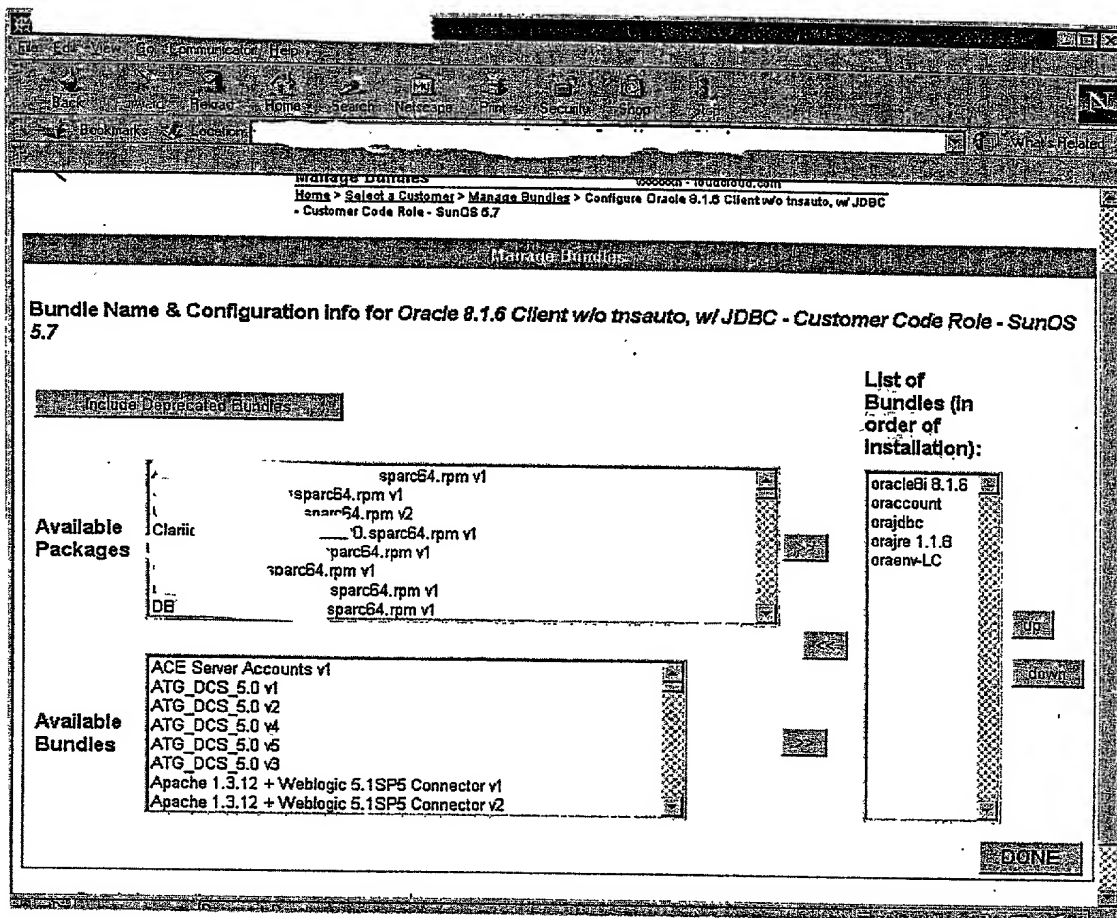 File Edit View Go Communicator Help
Back Reload Home Search Netscape Print Security Shop
Bookmarks Location What's Related
Manage Bundles loudcloud.com
Home > Select a Customer > Manage Bundles > Configure Oracle 8.1.6 Client w/o tnsauto, w/ JDBC
- Customer Code Role - SunOS 5.7
Manage Bundles
Bundle Name & Configuration info for Oracle 8.1.6 Client w/o tnsauto, w/ JDBC - Customer Code Role - SunOS
5.7
Include Deprecated Bundles
List of
Bundles (in
order of
installation):
Available
Packages
sparc64.rpm v1
sparc64.rpm v1
sparc64.rpm v2
Clariic 0.sparc64.rpm v1
sparc64.rpm v1
sparc64.rpm v1
sparc64.rpm v1
DB sparc64.rpm v1
>>
oracle8i 8.1.6
oraccount
orajdbc
orajre 1.1.8
oraenv-LC
<<
up
down
Available
Bundles
ACE Server Accounts v1
ATG_DCS_5.0 v1
ATG_DCS_5.0 v2
ATG_DCS_5.0 v4
ATG_DCS_5.0 v5
ATG_DCS_5.0 v3
Apache 1.3.12 + Weblogic 5.1SP5 Connector v1
Apache 1.3.12 + Weblogic 5.1SP5 Connector v2
>>
DONE